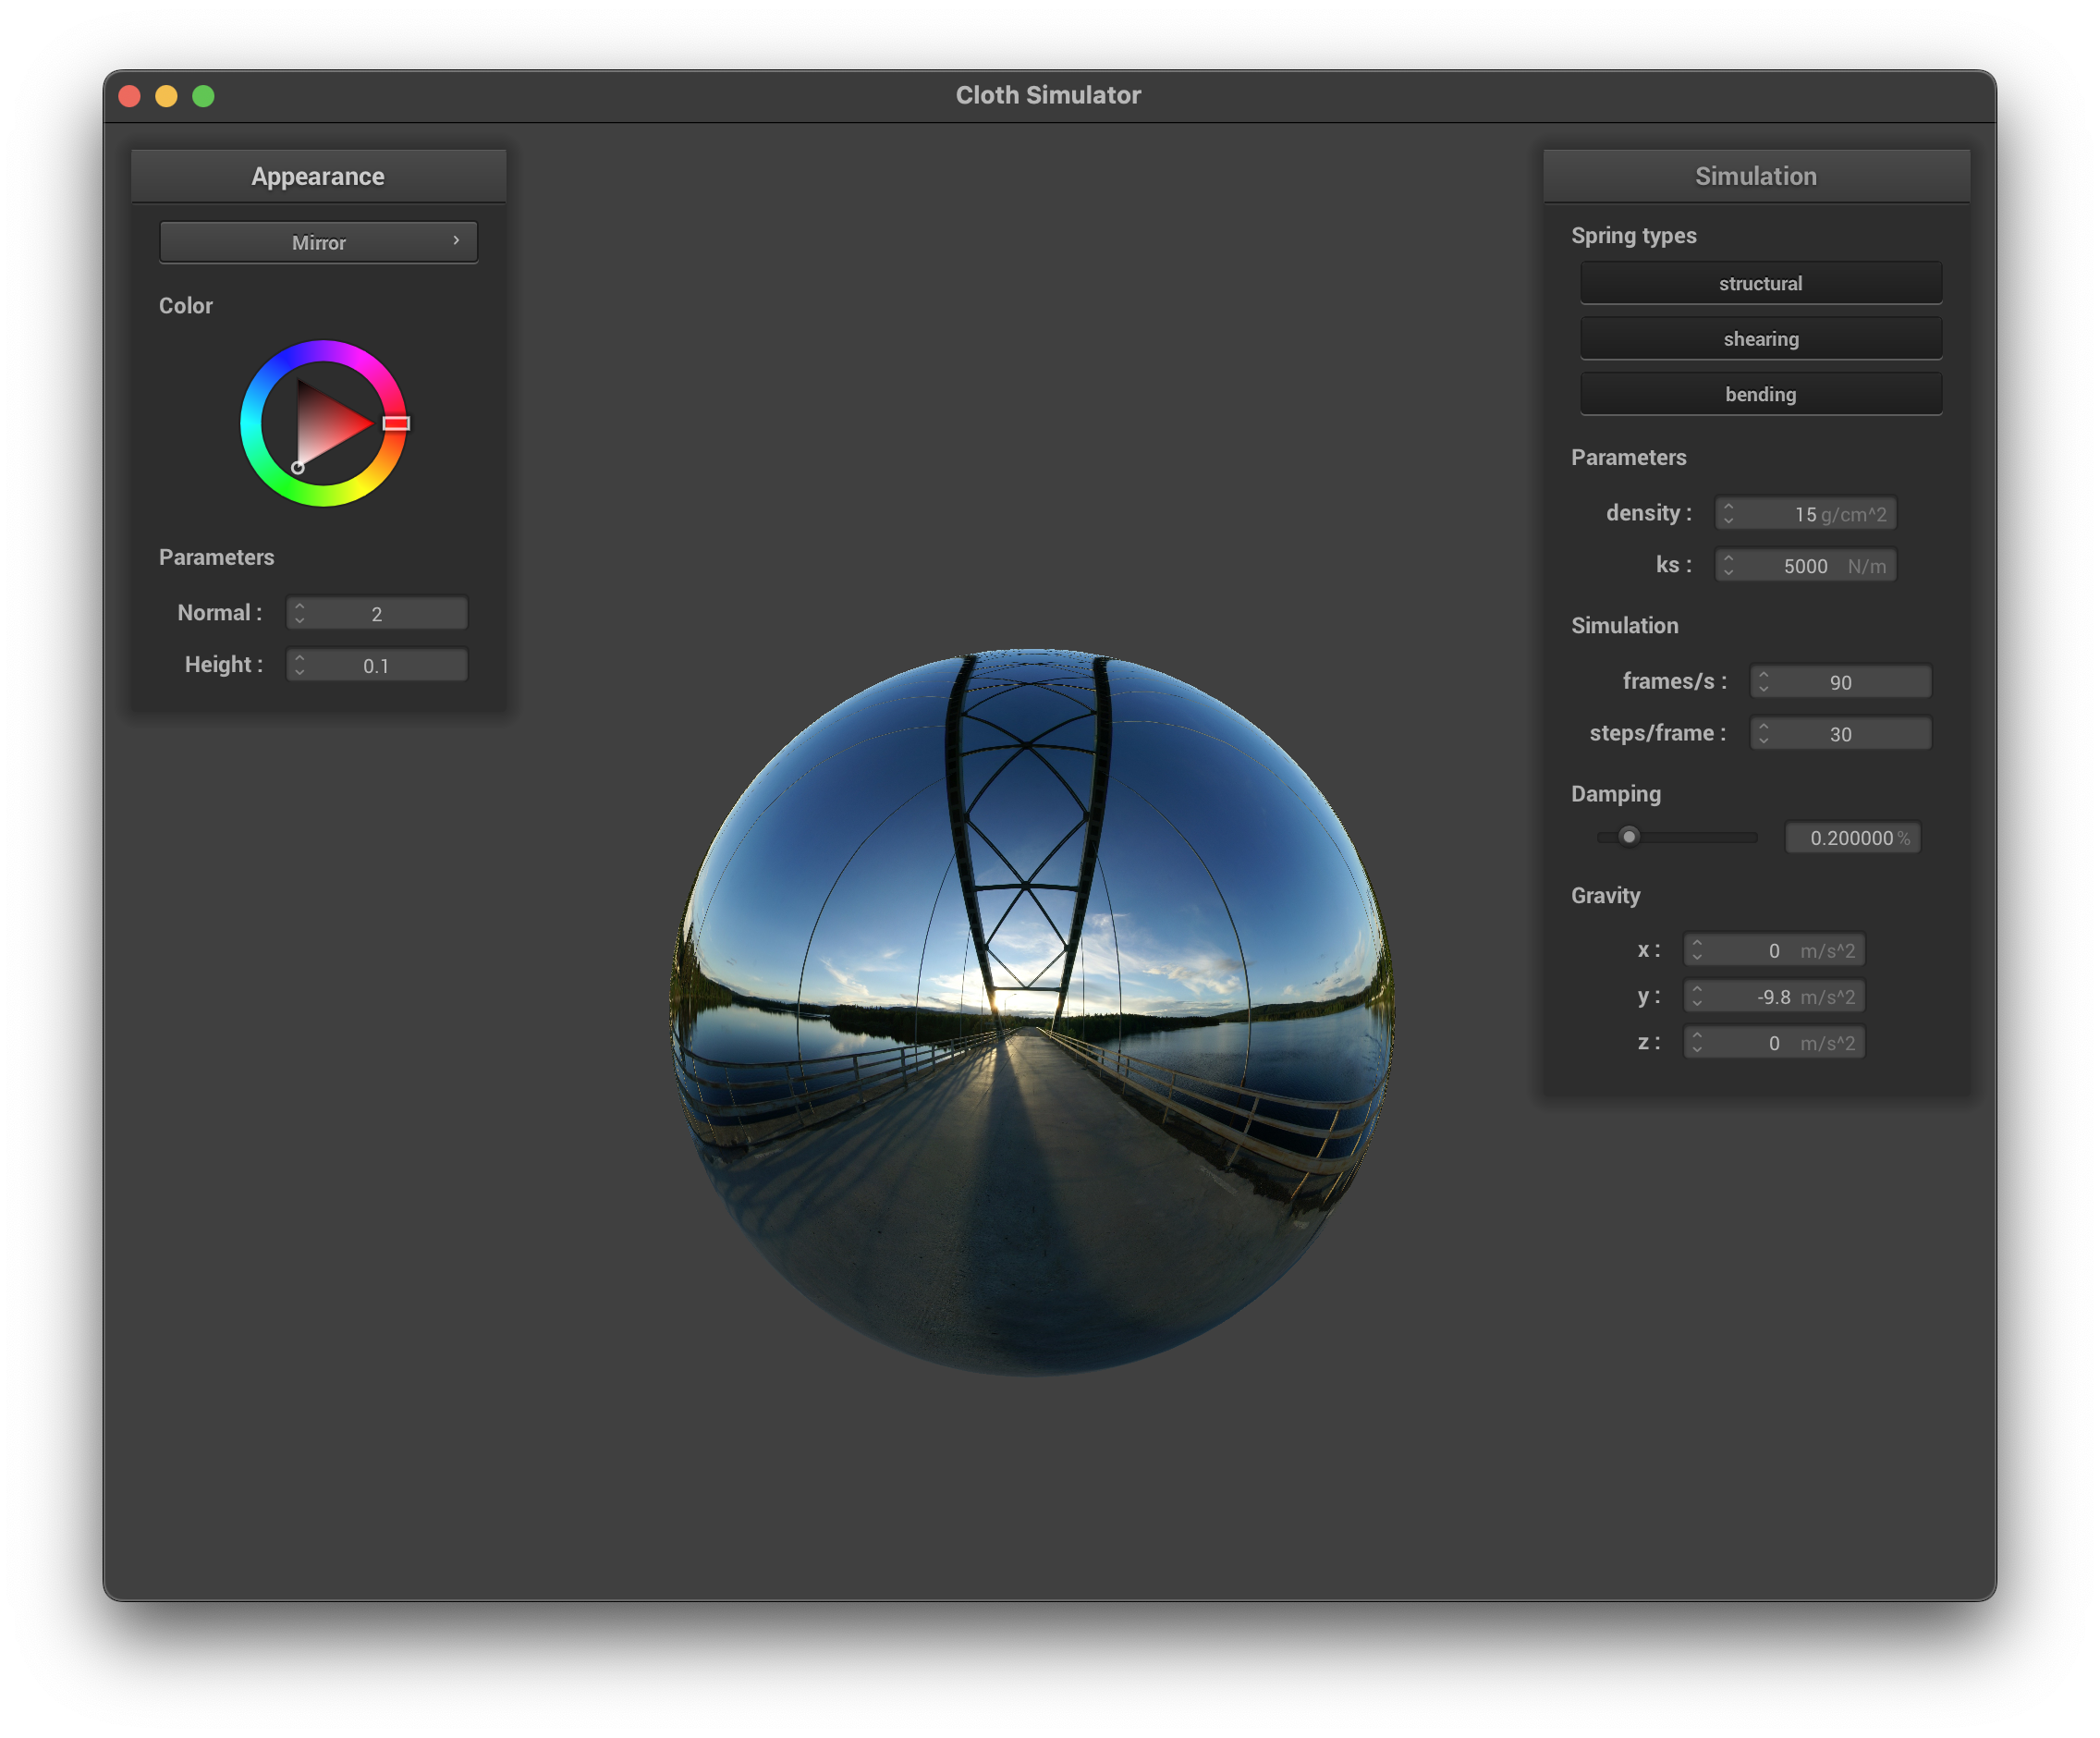 Cloth Simulator
Appearance
Mirror
Color
Parameters
Normal : 2
Height : 0.1
Simulation
Spring types
structural
shearing
bending
Parameters
density : 15 g/cm^2
ks : 5000 N/m
Simulation
frames/s : 90
steps/frame : 30
Damping
0.200000 %
Gravity
x : 0 m/s^2
y : -9.8 m/s^2
z : 0 m/s^2